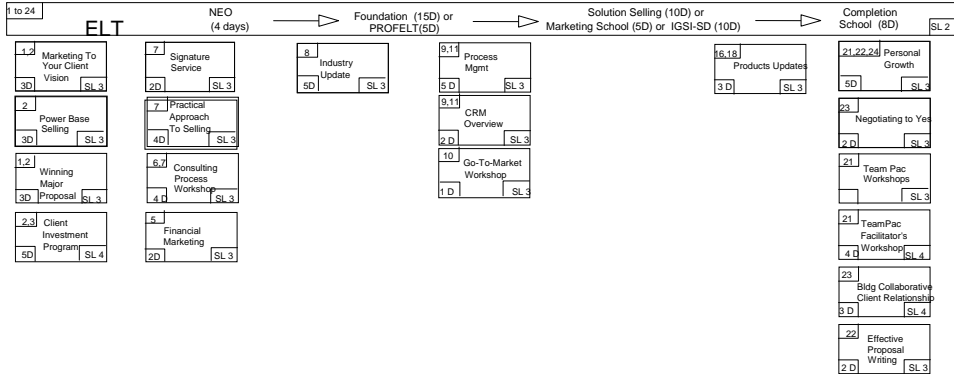 1 to 24
ELT
NEO
(4 days)
Foundation (15D) or
PROFELT(5D)
Solution Selling (10D) or
Marketing School (5D) or IGSI-SD (10D)
Completion
School (8D)
SL 2
1,2
Marketing To
Your Client
Vision
3D
SL 3
7
Signature
Service
2D
SL 3
8
Industry
Update
5D
SL 3
9,11
Process
Mgmt
5 D
SL 3
16,18
Products Updates
3 D
SL 3
21,22,24
Personal
Growth
5D
SL 3
2
Power Base
Selling
3D
SL 3
7
Practical
Approach
To Selling
4D
SL 3
9,11
CRM
Overview
2 D
SL 3
23
Negotiating to Yes
2 D
SL 3
1,2
Winning
Major
Proposal
3D
SL 3
6,7
Consulting
Process
Workshop
4 D
SL 3
10
Go-To-Market
Workshop
1 D
SL 3
21
Team Pac
Workshops
SL 3
2,3
Client
Investment
Program
5D
SL 4
5
Financial
Marketing
2D
SL 3
21
TeamPac
Facilitator's
Workshop
4 D
SL 4
23
Bldg Collaborative
Client Relationship
3 D
SL 4
22
Effective
Proposal
Writing
2 D
SL 3